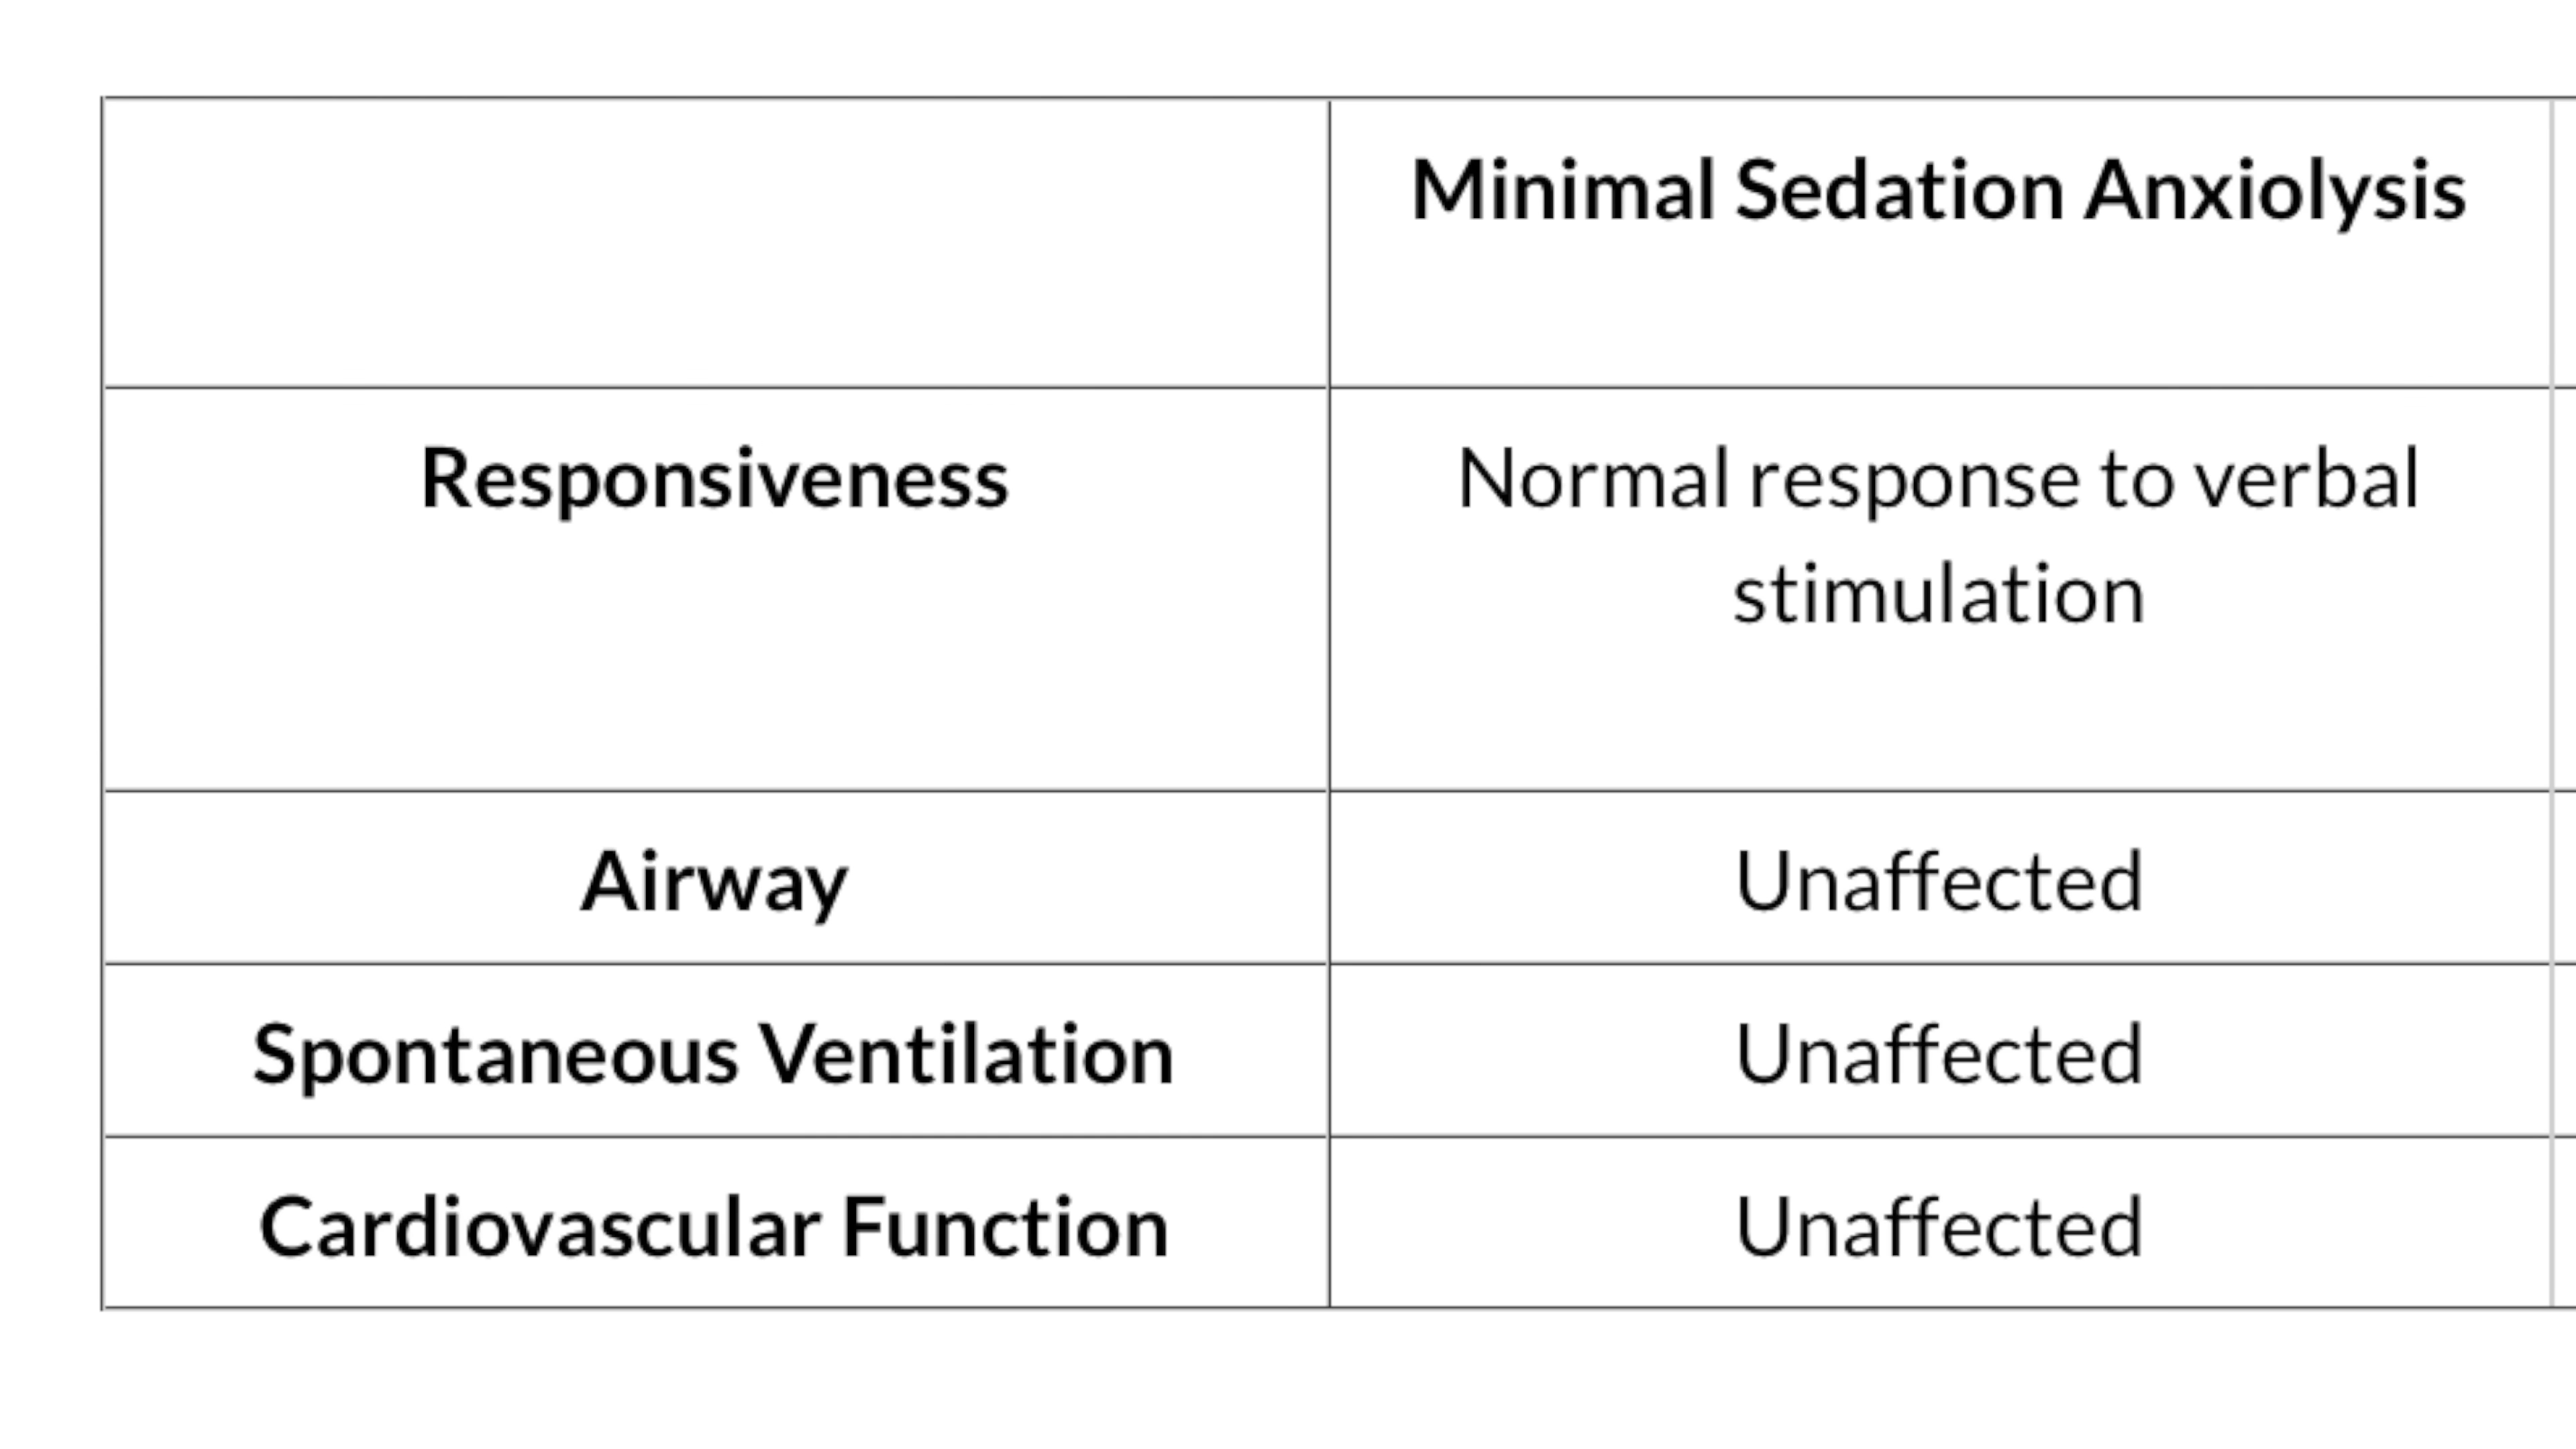 Minimal Sedation Anxiolysis
Responsiveness
Normal response to verbal
stimulation
Airway
Unaffected
Spontaneous Ventilation
Unaffected
Cardiovascular Function
Unaffected